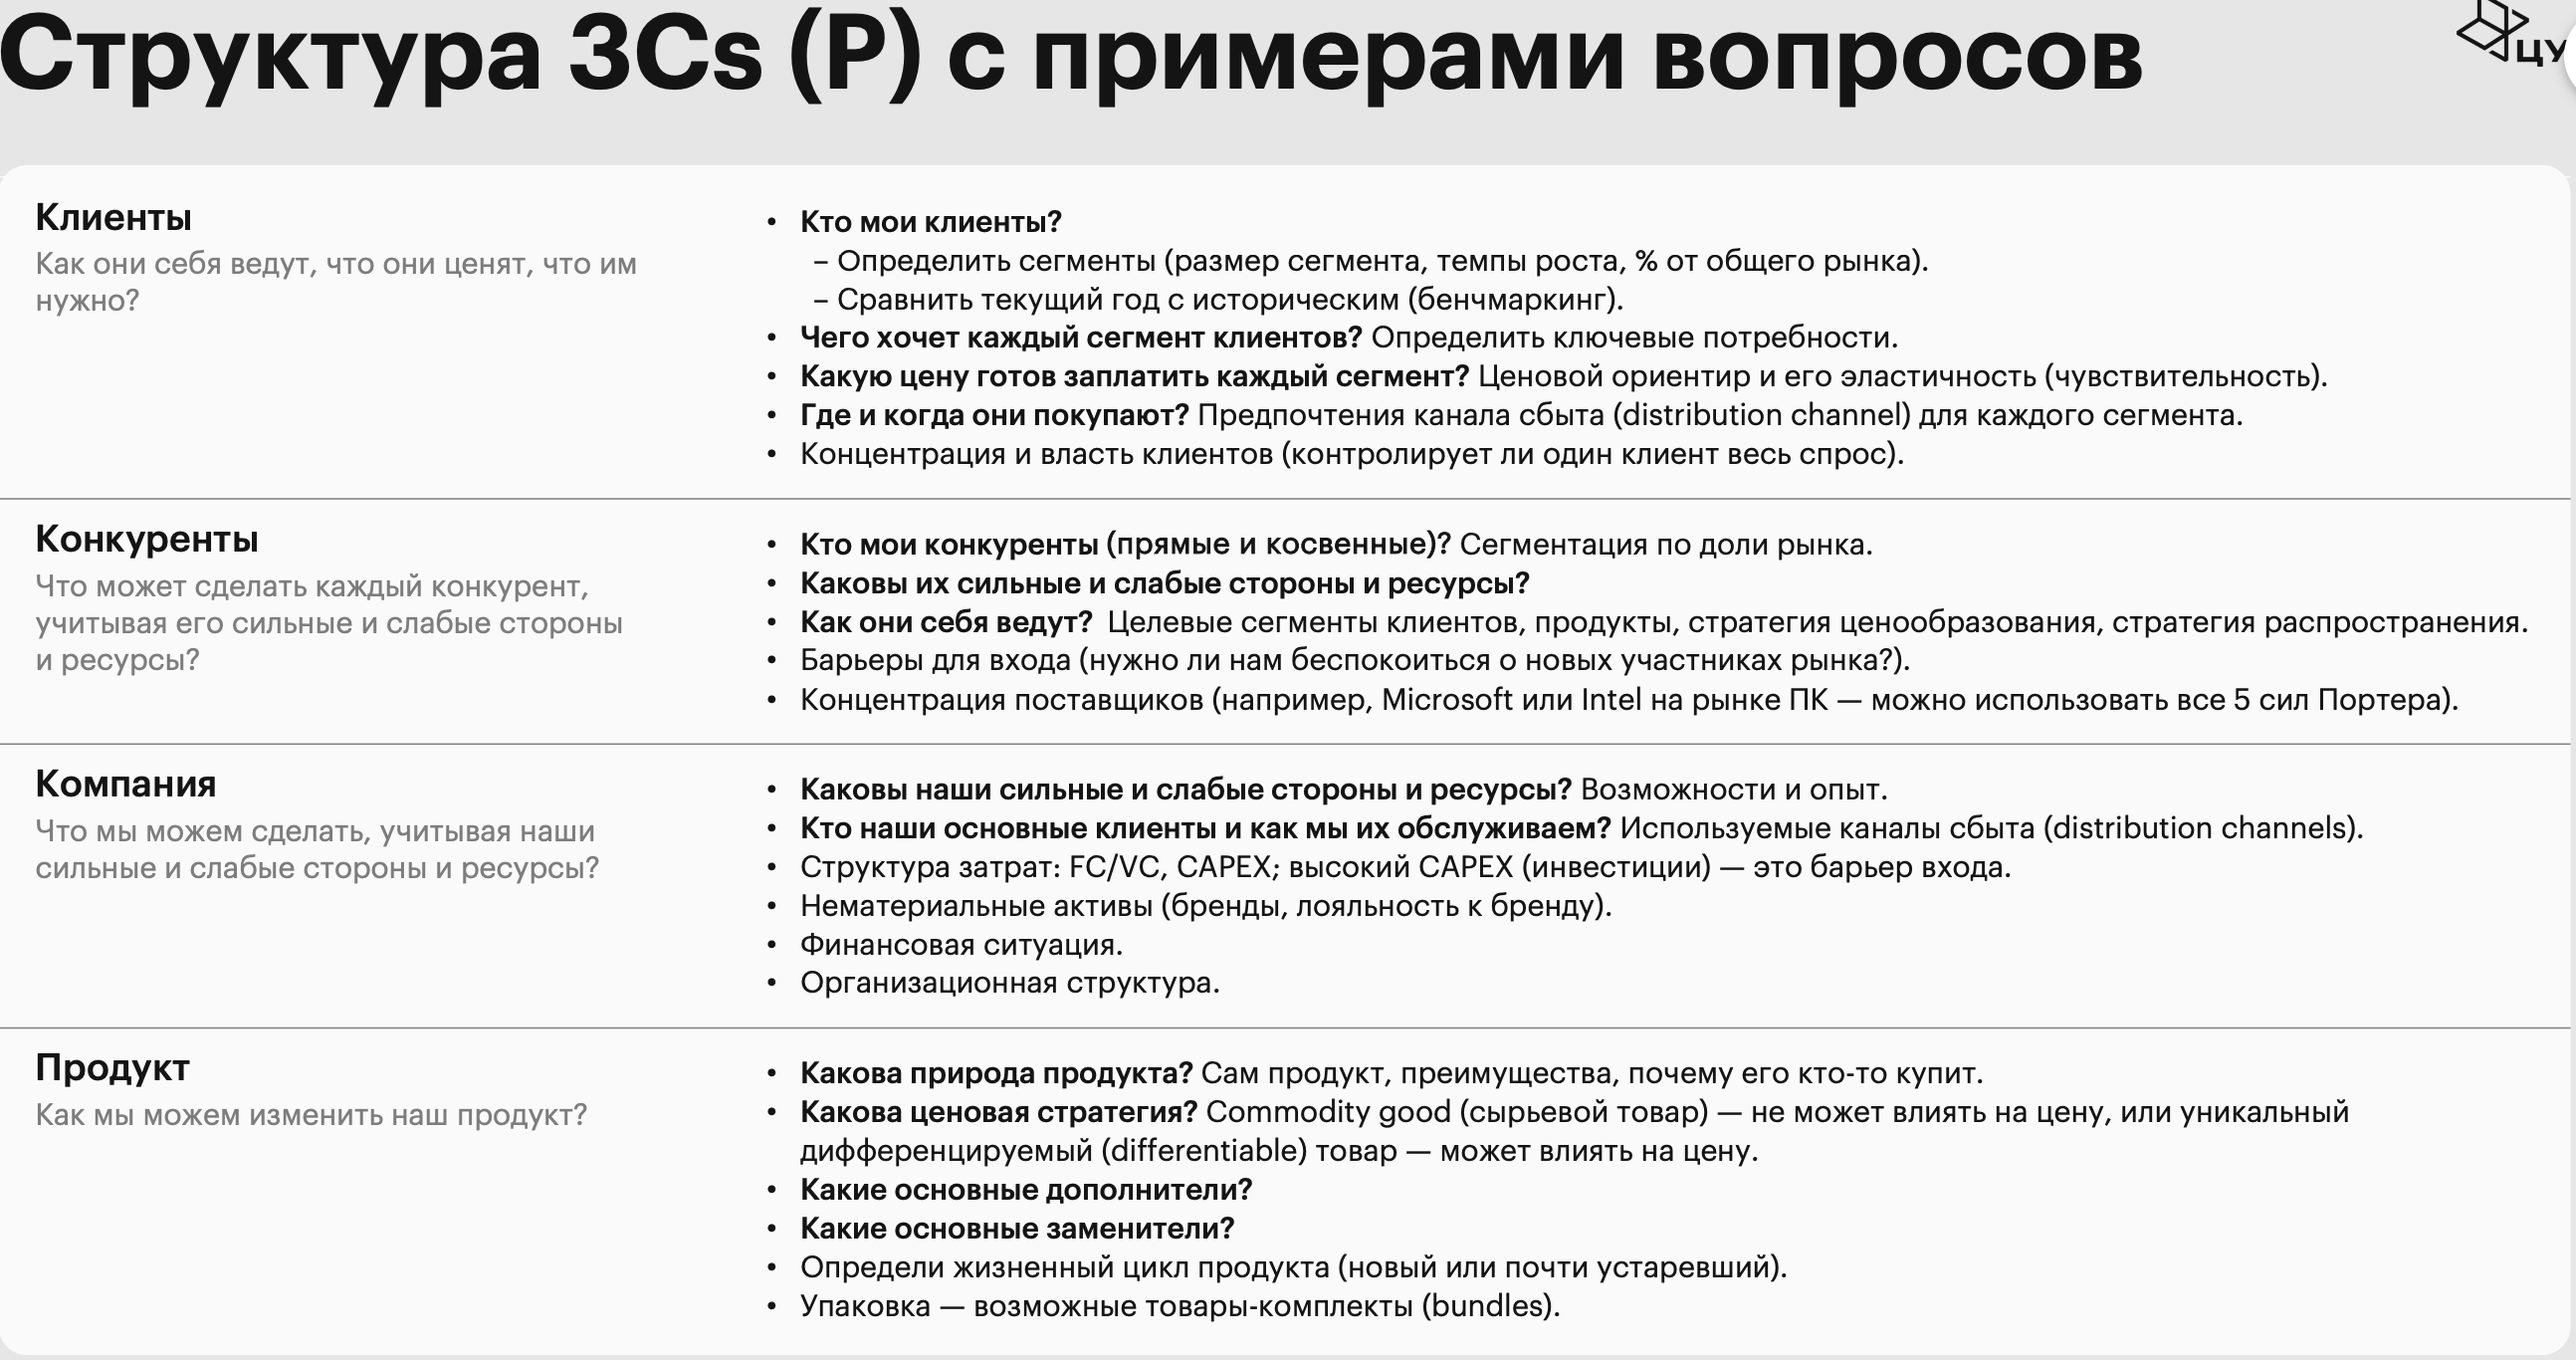 Структура 3Cs (P) с примерами вопросов
ЦУ
Клиенты
Как они себя ведут, что они ценят, что им
нужно?
• Кто мои клиенты?
– Определить сегменты (размер сегмента, темпы роста, % от общего рынка).
– Сравнить текущий год с историческим (бенчмаркинг).
• Чего хочет каждый сегмент клиентов? Определить ключевые потребности.
• Какую цену готов заплатить каждый сегмент? Ценовой ориентир и его эластичность (чувствительность).
• Где и когда они покупают? Предпочтения канала сбыта (distribution channel) для каждого сегмента.
• Концентрация и власть клиентов (контролирует ли один клиент весь спрос).
Конкуренты
Что может сделать каждый конкурент,
учитывая его сильные и слабые стороны
и ресурсы?
• Кто мои конкуренты (прямые и косвенные)? Сегментация по доли рынка.
• Каковы их сильные и слабые стороны и ресурсы?
• Как они себя ведут? Целевые сегменты клиентов, продукты, стратегия ценообразования, стратегия распространения.
• Барьеры для входа (нужно ли нам беспокоиться о новых участниках рынка?).
• Концентрация поставщиков (например, Microsoft или Intel на рынке ПК — можно использовать все 5 сил Портера).
Компания
Что мы можем сделать, учитывая наши
сильные и слабые стороны и ресурсы?
• Каковы наши сильные и слабые стороны и ресурсы? Возможности и опыт.
• Кто наши основные клиенты и как мы их обслуживаем? Используемые каналы сбыта (distribution channels).
• Структура затрат: FC/VC, CAPEX; высокий CAPEX (инвестиции) — это барьер входа.
• Нематериальные активы (бренды, лояльность к бренду).
• Финансовая ситуация.
• Организационная структура.
Продукт
Как мы можем изменить наш продукт?
• Какова природа продукта? Сам продукт, преимущества, почему его кто-то купит.
• Какова ценовая стратегия? Commodity good (сырьевой товар) — не может влиять на цену, или уникальный
дифференцируемый (differentiable) товар — может влиять на цену.
• Какие основные дополнители?
• Какие основные заменители?
• Определи жизненный цикл продукта (новый или почти устаревший).
• Упаковка — возможные товары-комплекты (bundles).